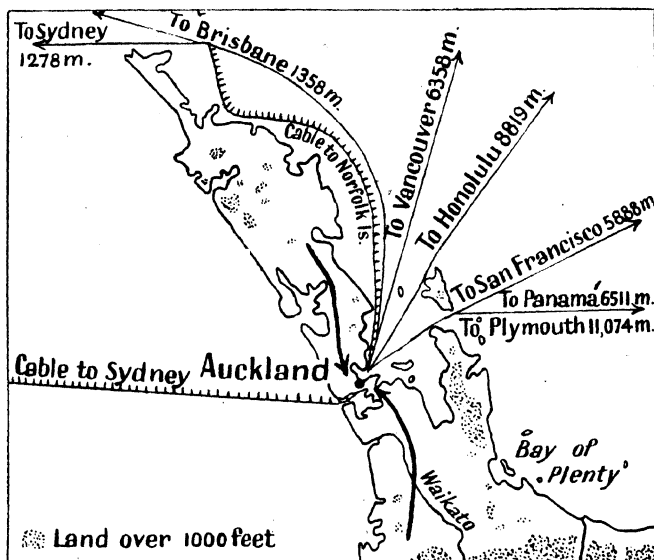 To Sydney
1278 m.
To Brisbane 1358 m.
Cable to Norfolk Is.
To Vancouver 6358 m.
To Honolulu 8819 m.
To San Francisco 5888 m.
To Panamá 6511 m.
To Plymouth 11,074 m.
Cable to Sydney
Auckland
Bay of
Plenty
Waikato
Land over 1000 feet